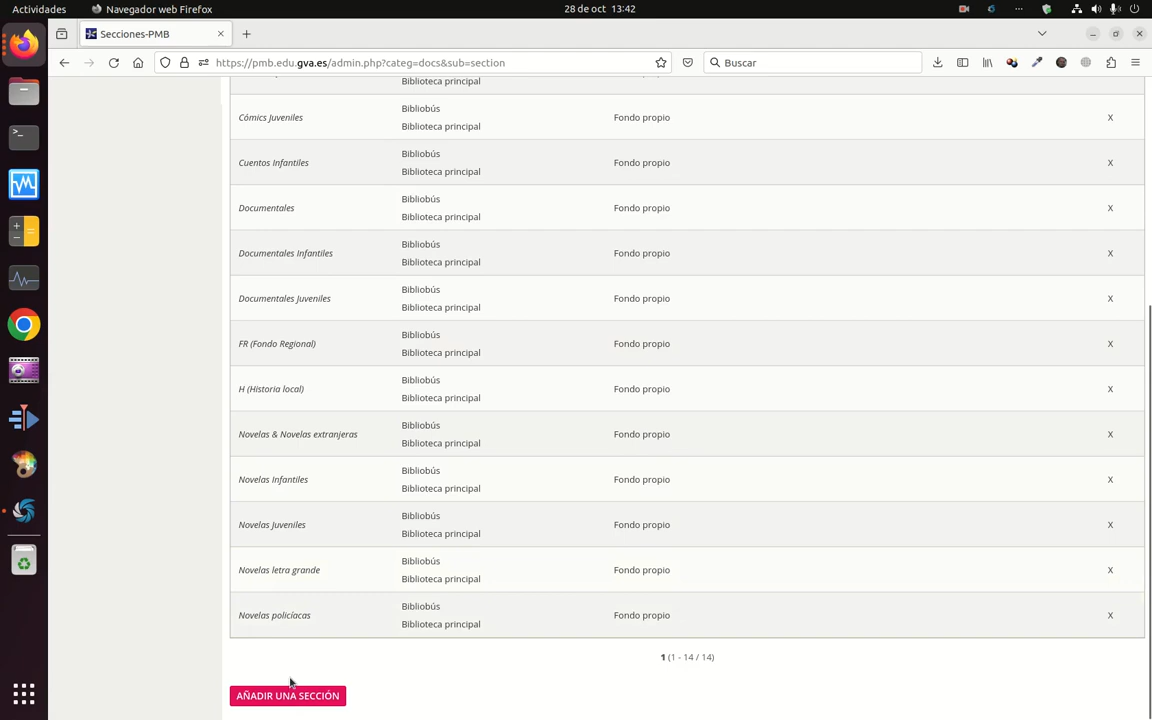 Actividades Navegador web Firefox 28 de oct 13:42
Secciones-PMB
https://pmb.edu.gva.es/admin.php?categ=docs&sub=section Buscar
Biblioteca principal
Cómics Juveniles Bibliobús Fondo propio X
Biblioteca principal
Cuentos Infantiles Bibliobús Fondo propio X
Biblioteca principal
Documentales Bibliobús Fondo propio X
Biblioteca principal
Documentales Infantiles Bibliobús Fondo propio X
Biblioteca principal
Documentales Juveniles Bibliobús Fondo propio X
Biblioteca principal
FR (Fondo Regional) Bibliobús Fondo propio X
Biblioteca principal
H (Historia local) Bibliobús Fondo propio X
Biblioteca principal
Novelas & Novelas extranjeras Bibliobús Fondo propio X
Biblioteca principal
Novelas Infantiles Bibliobús Fondo propio X
Biblioteca principal
Novelas Juveniles Bibliobús Fondo propio X
Biblioteca principal
Novelas letra grande Bibliobús Fondo propio X
Biblioteca principal
Novelas policíacas Bibliobús Fondo propio X
Biblioteca principal
1 (1 - 14 / 14)
AÑADIR UNA SECCIÓN